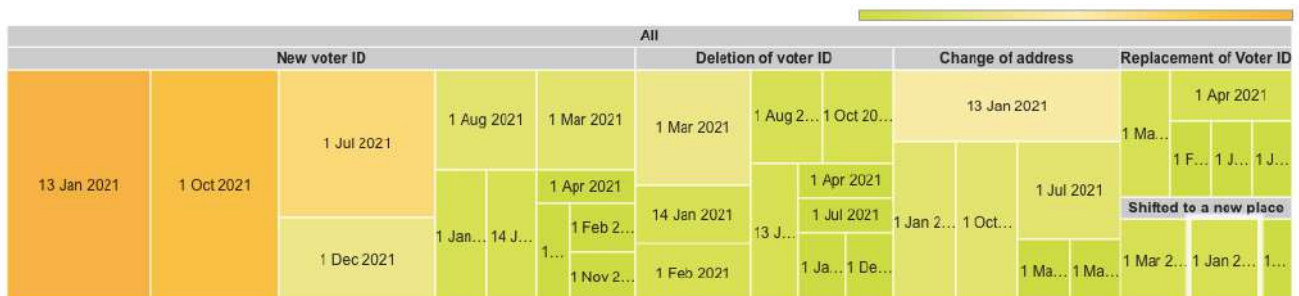 All
New voter ID
Deletion of voter ID
Change of address
Replacement of Voter ID
13 Jan 2021
1 Oct 2021
1 Jul 2021
1 Dec 2021
1 Aug 2021
1 Mar 2021
1 Jan...
14 J...
1 Apr 2021
1...
1 Feb 2...
1 Nov 2...
1 Mar 2021
14 Jan 2021
1 Feb 2021
1 Aug 2...
1 Oct 20...
13 J...
1 Apr 2021
1 Jul 2021
1 Ja...
1 De...
13 Jan 2021
1 Jan 2...
1 Oct...
1 Jul 2021
1 Ma...
1 Ma...
1 Ma...
1 Apr 2021
1 F...
1 J...
1 J...
Shifted to a new place
1 Mar 2...
1 Jan 2...
1...